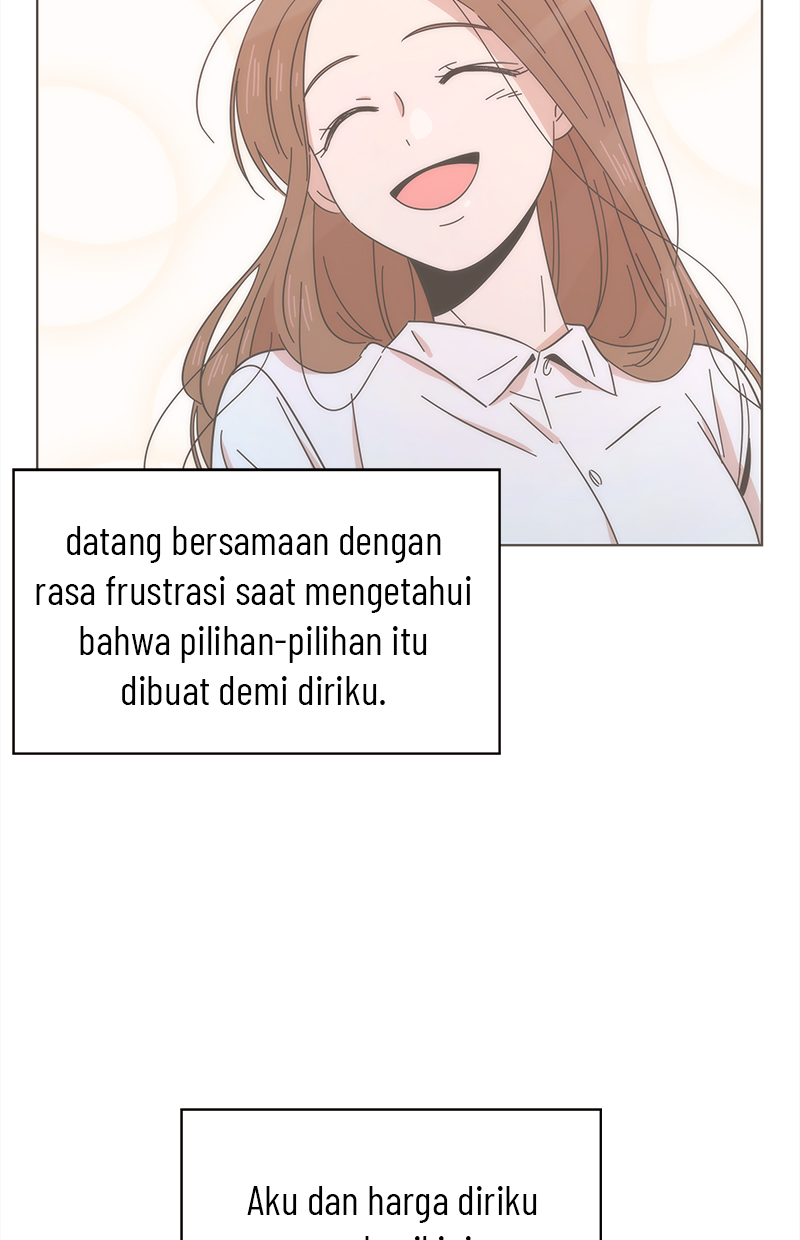 datang bersamaan dengan
rasa frustrasi saat mengetahui
bahwa pilihan-pilihan itu
dibuat demi diriku.
Aku dan harga diriku